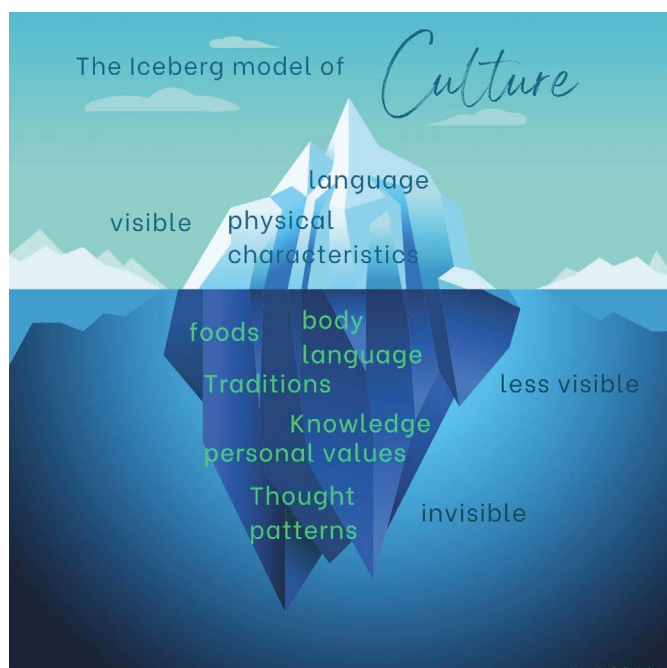 The Iceberg model of Culture
language
visible
physical
characteristics
foods
body
language
Traditions
less visible
Knowledge
personal values
Thought
patterns
invisible